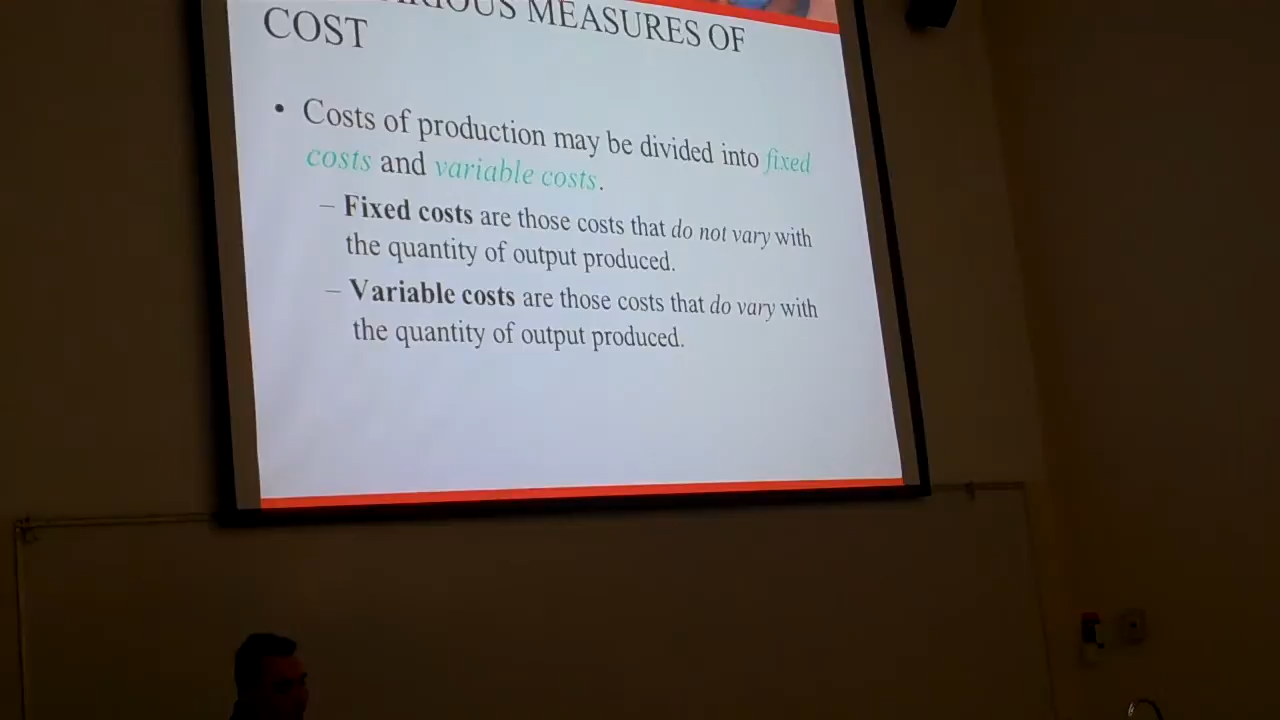 MEASURES OF
COST
• Costs of production may be divided into fixed
costs and variable costs.
– Fixed costs are those costs that do not vary with
the quantity of output produced.
– Variable costs are those costs that do vary with
the quantity of output produced.